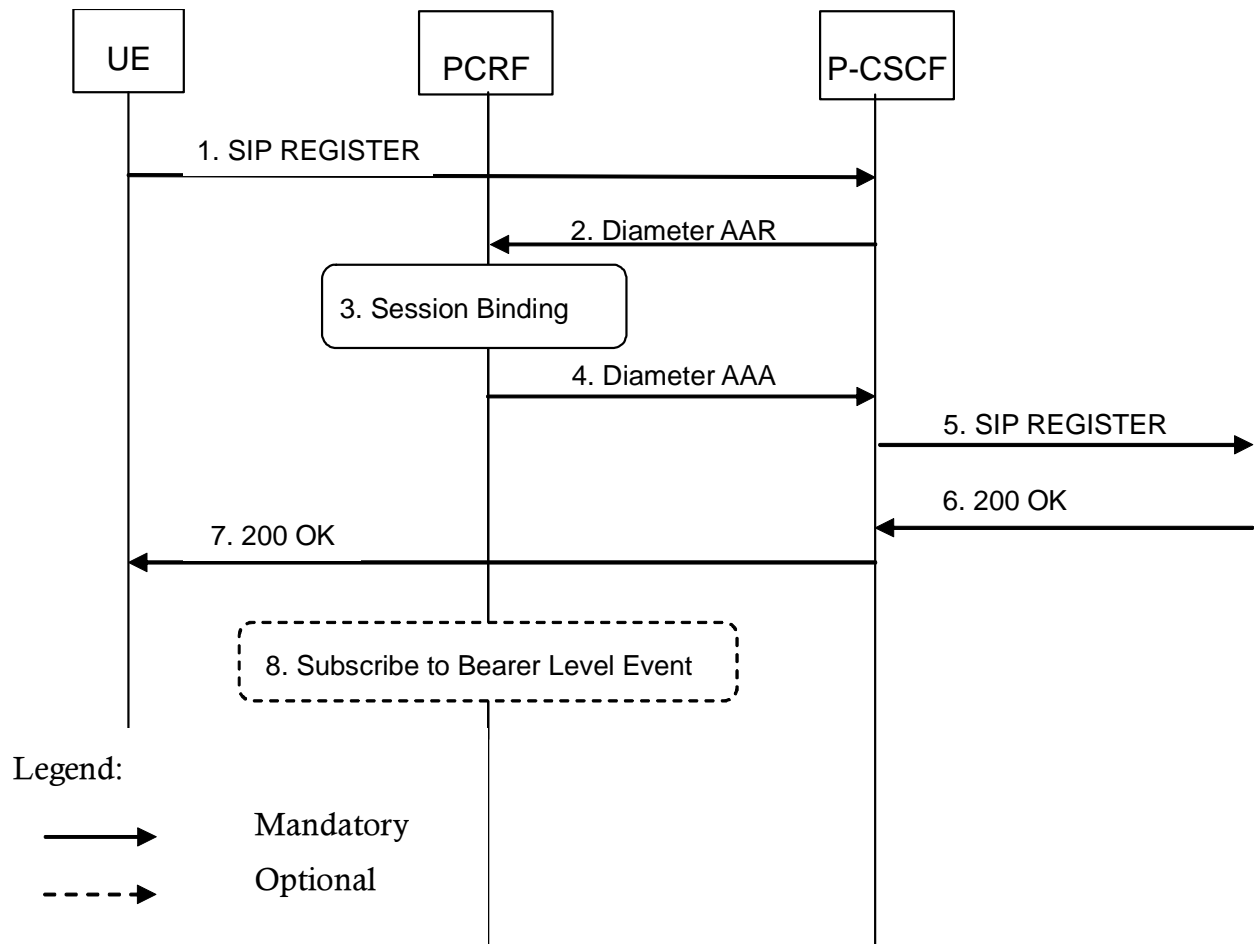 UE
PCRF
P-CSCF
1. SIP REGISTER
2. Diameter AAR
3. Session Binding
4. Diameter AAA
5. SIP REGISTER
6. 200 OK
7. 200 OK
8. Subscribe to Bearer Level Event
Legend:
Mandatory
Optional